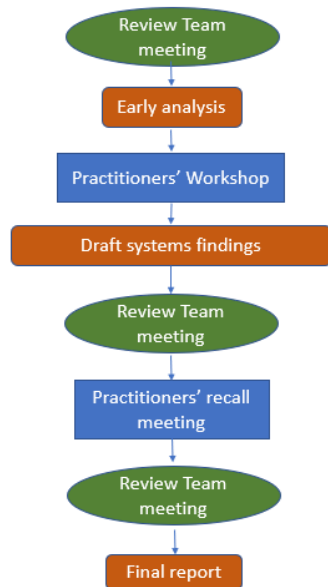 Review Team
meeting
Early analysis
Practitioners’ Workshop
Draft systems findings
Review Team
meeting
Practitioners’ recall
meeting
Review Team
meeting
Final report